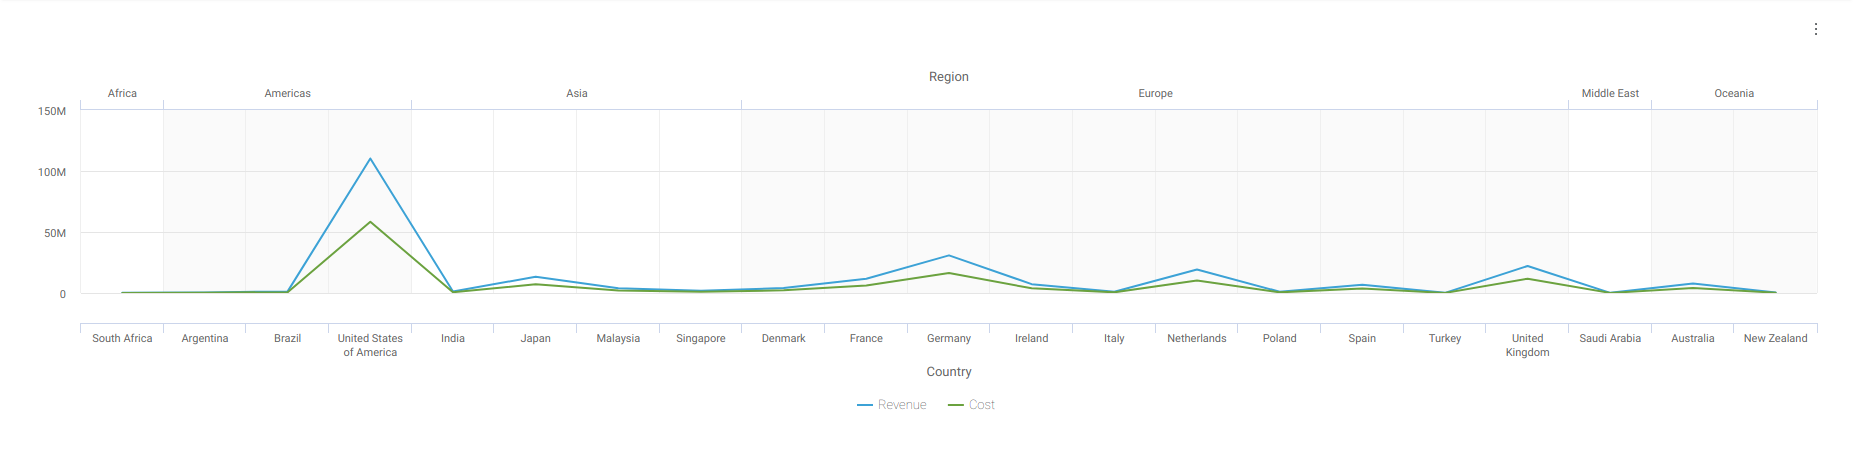 Region
Africa Americas Asia Europe Middle East Oceania
150M
100M
50M
0
South Africa Argentina Brazil United States of America India Japan Malaysia Singapore Denmark France Germany Ireland Italy Netherlands Poland Spain Turkey United Kingdom Saudi Arabia Australia New Zealand
Country
Revenue Cost